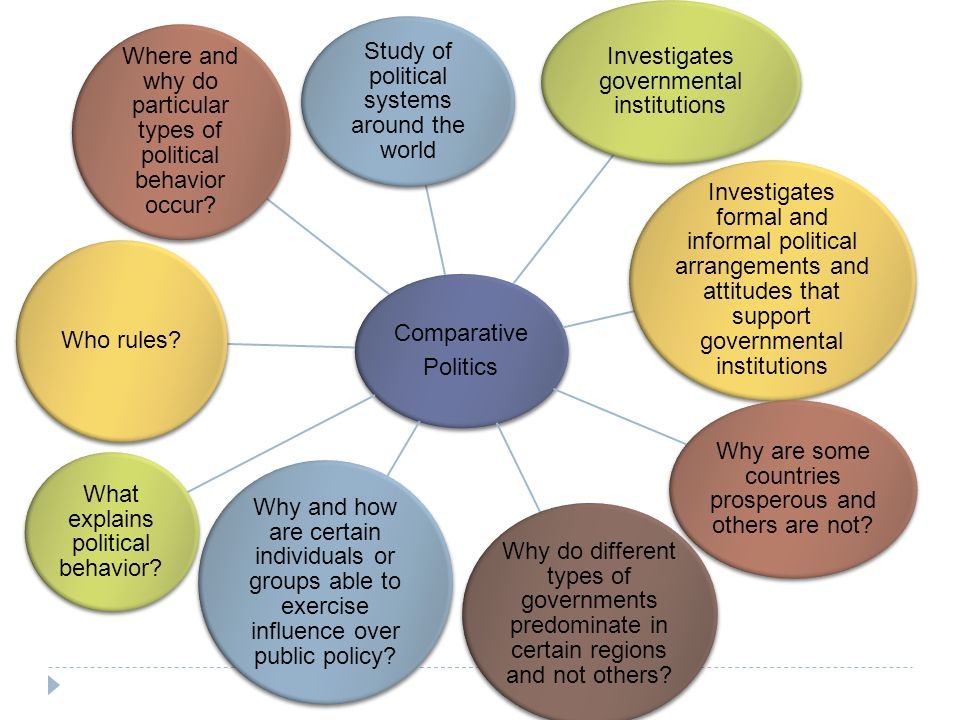 Where and
why do
particular
types of
political
behavior
occur?
Study of
political
systems
around the
world
Investigates
governmental
institutions
Investigates
formal and
informal political
arrangements and
attitudes that
support
governmental
institutions
Who rules?
Comparative
Politics
Why are some
countries
prosperous and
others are not?
What
explains
political
behavior?
Why and how
are certain
individuals or
groups able to
exercise
influence over
public policy?
Why do different
types of
governments
predominate in
certain regions
and not others?